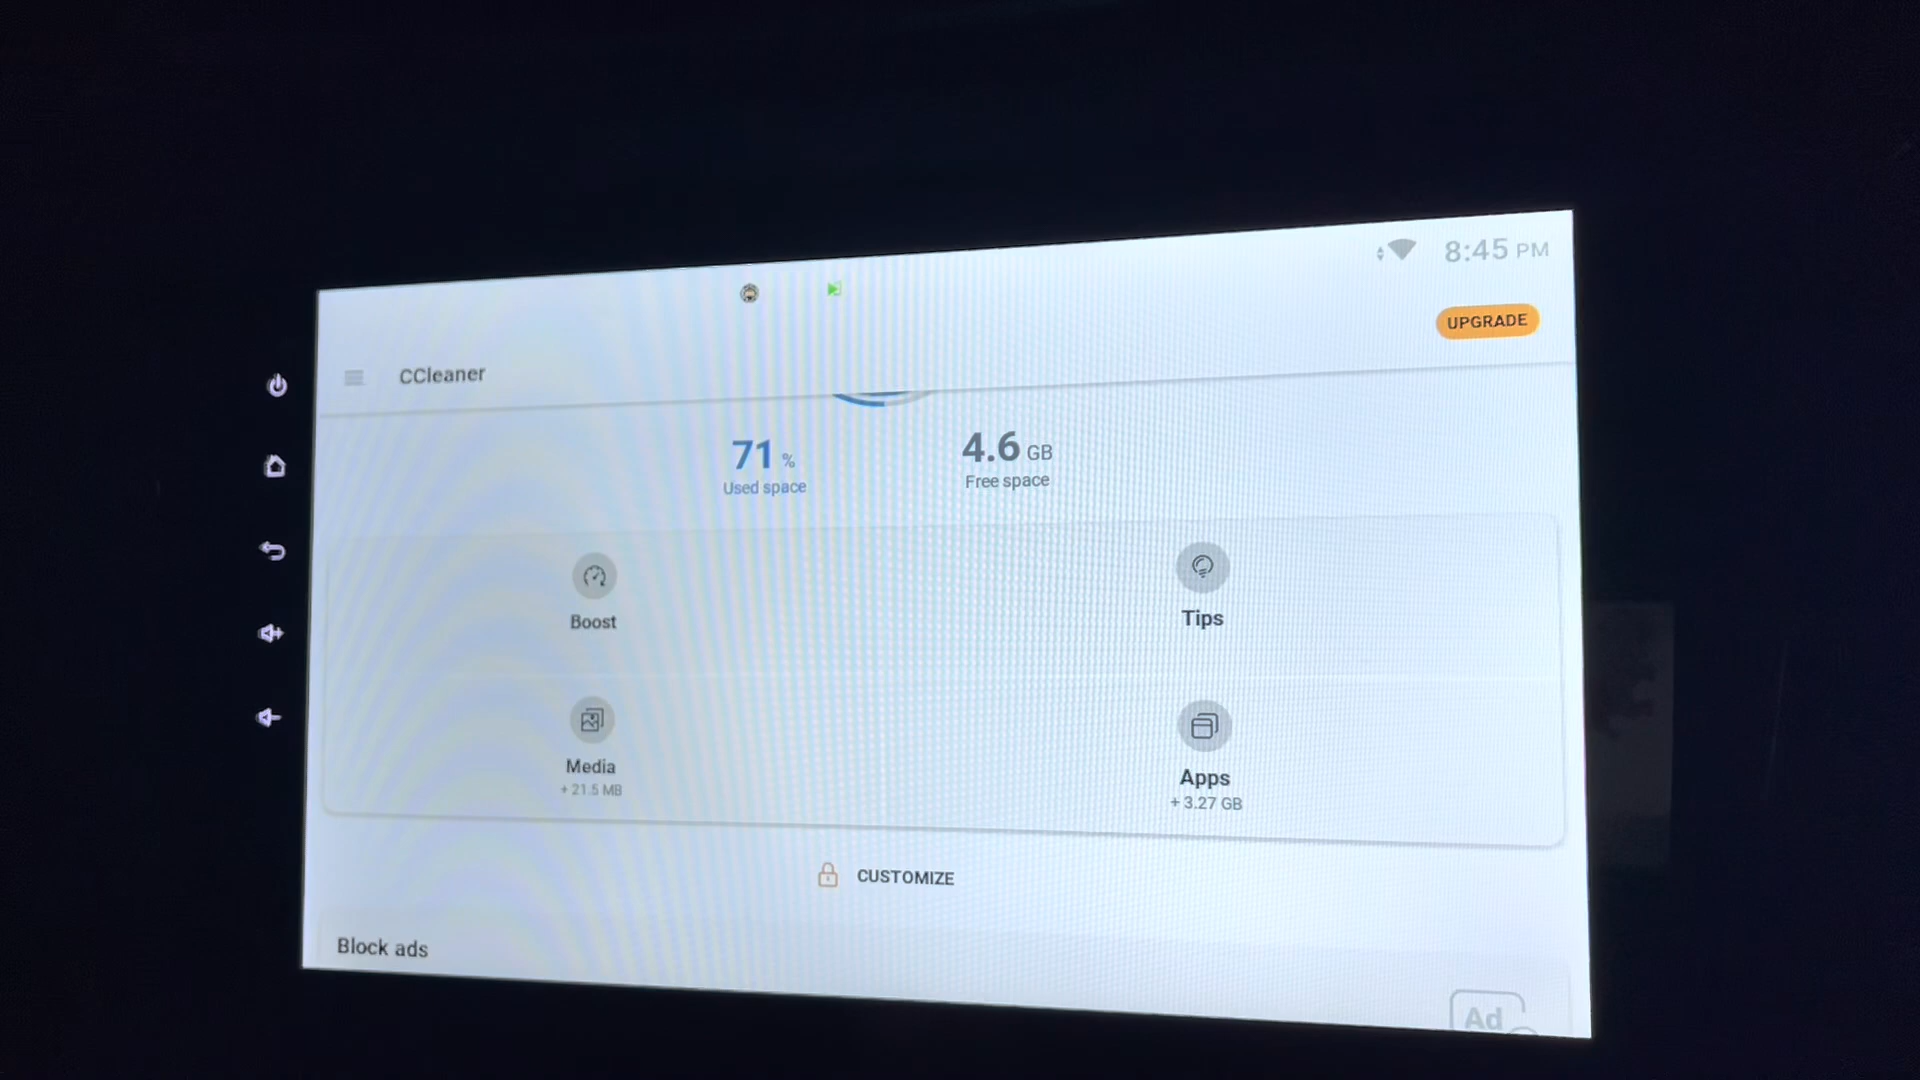 8:45 PM
UPGRADE
CCleaner
71 %
Used space
4.6 GB
Free space
Boost
Tips
Media
+ 21.5 MB
Apps
+ 3.27 GB
CUSTOMIZE
Block ads
Ad